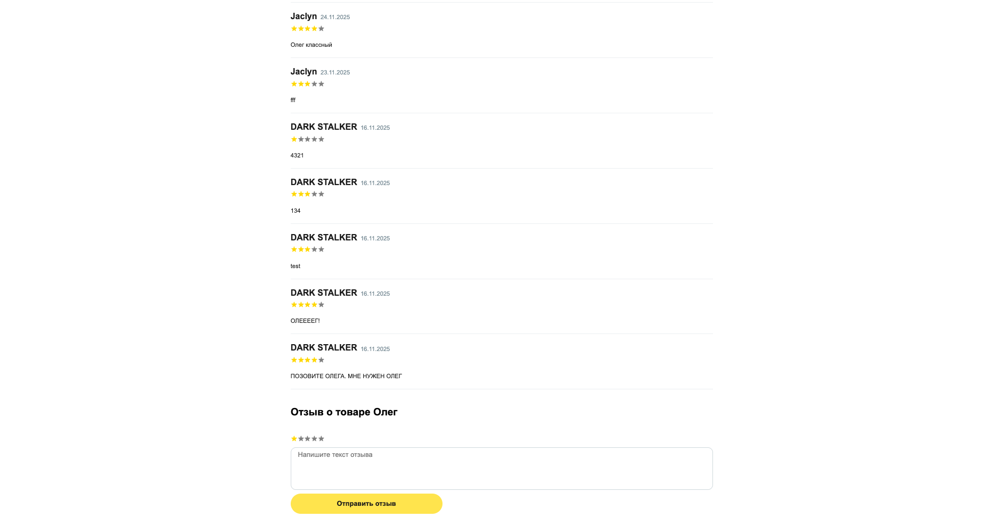 Jaclyn 24.11.2025
Олег классный
Jaclyn 23.11.2025
fff
DARK STALKER 16.11.2025
4321
DARK STALKER 16.11.2025
134
DARK STALKER 16.11.2025
test
DARK STALKER 16.11.2025
ОЛЕЕЕЕГ!
DARK STALKER 16.11.2025
ПОЗОВИТЕ ОЛЕГА. МНЕ НУЖЕН ОЛЕГ
Отзыв о товаре Олег
Напишите текст отзыва
Отправить отзыв